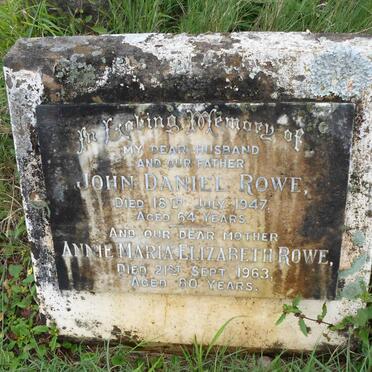 In Loving Memory of
MY DEAR HUSBAND
AND OUR FATHER
JOHN DANIEL ROWE,
DIED 18TH JULY 1947.
AGED 64 YEARS.
AND OUR DEAR MOTHER
ANNIE MARIA ELIZABETH ROWE,
DIED 21ST SEPT. 1963.
AGED 80 YEARS.